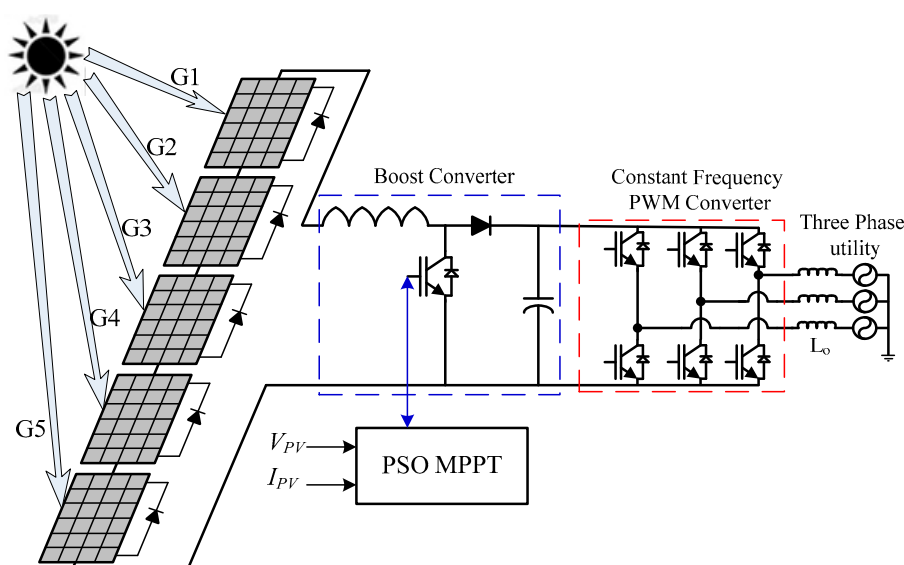 G1
G2
G3
G4
G5
Boost Converter
Constant Frequency
PWM Converter
Three Phase
utility
Lo
VPV
IPV
PSO MPPT